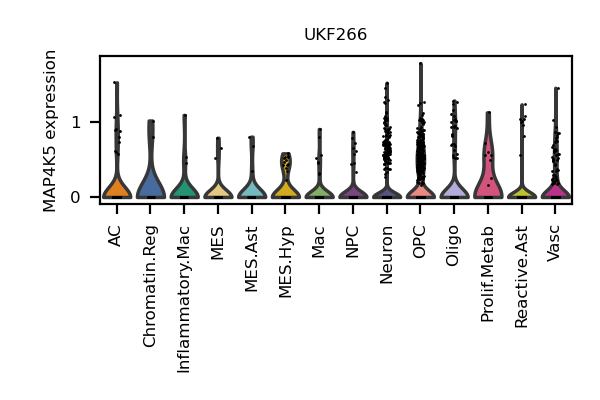 UKF266
MAP4K5 expression
1
0
AC
Chromatin.Reg
Inflammatory.Mac
MES
MES.Ast
MES.Hyp
Mac
NPC
Neuron
OPC
Oligo
Prolif.Metab
Reactive.Ast
Vasc